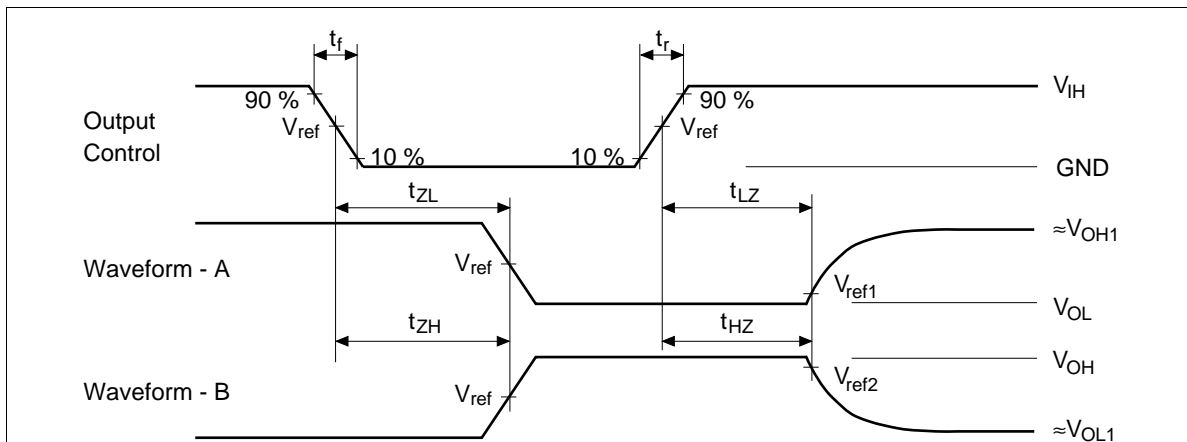 tf
tr
90 %
90 %
VIH
Output
Control
Vref
Vref
10 %
10 %
GND
tZL
tLZ
≈VOH1
Waveform - A
Vref
Vref1
VOL
tZH
tHZ
VOH
Waveform - B
Vref
Vref2
≈VOL1